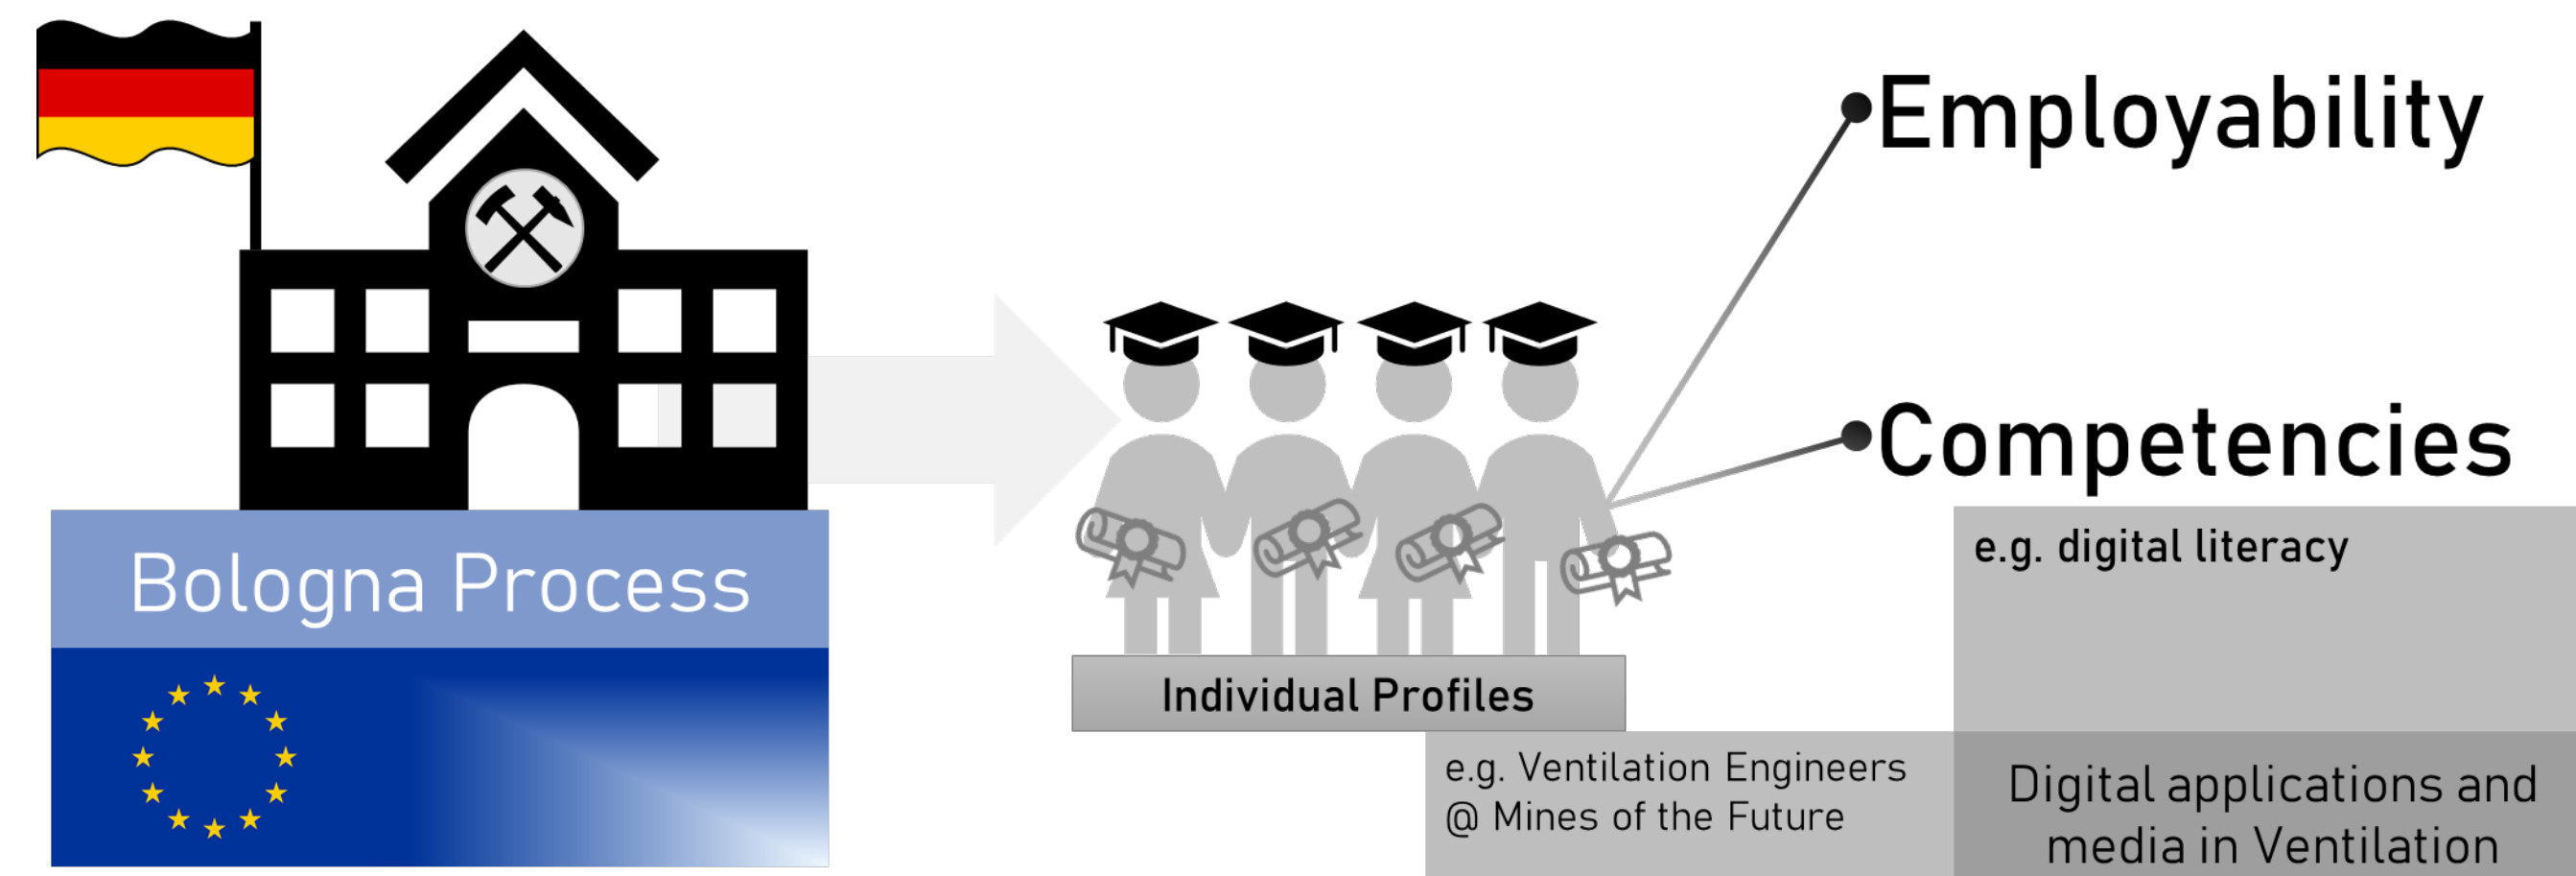 Employability
Competencies
e.g. digital literacy
Bologna Process
Individual Profiles
e.g. Ventilation Engineers
@ Mines of the Future
Digital applications and
media in Ventilation